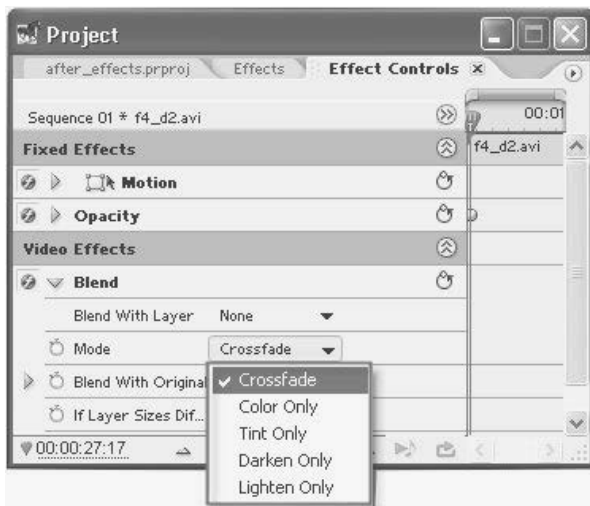 Project
after_effects.prproj Effects Effect Controls
Sequence 01 * f4_d2.avi 00:01
Fixed Effects f4_d2.avi
Motion
Opacity
Video Effects
Blend
Blend With Layer None
Mode Crossfade
Blend With Original
Crossfade
Color Only
If Layer Sizes Dif...
Tint Only
Darken Only
00:00:27:17
Lighten Only